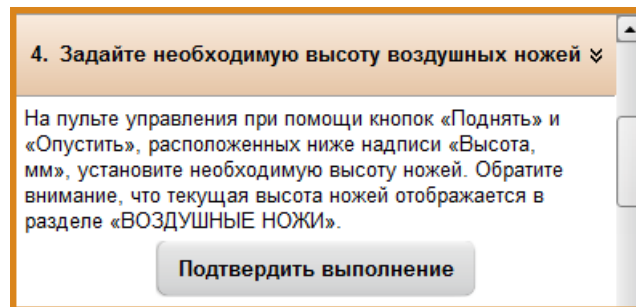 4. Задайте необходимую высоту воздушных ножей
На пульте управления при помощи кнопок «Поднять» и
«Опустить», расположенных ниже надписи «Высота,
мм», установите необходимую высоту ножей. Обратите
внимание, что текущая высота ножей отображается в
разделе «ВОЗДУШНЫЕ НОЖИ».
Подтвердить выполнение